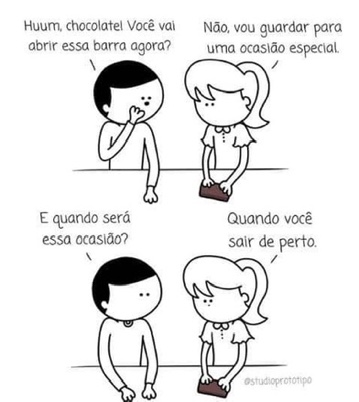 Huum, chocolate! Você vai
abrir essa barra agora?
Não, vou guardar para
uma ocasião especial.
E quando será
essa ocasião?
Quando você
sair de perto.
@studioprototipo